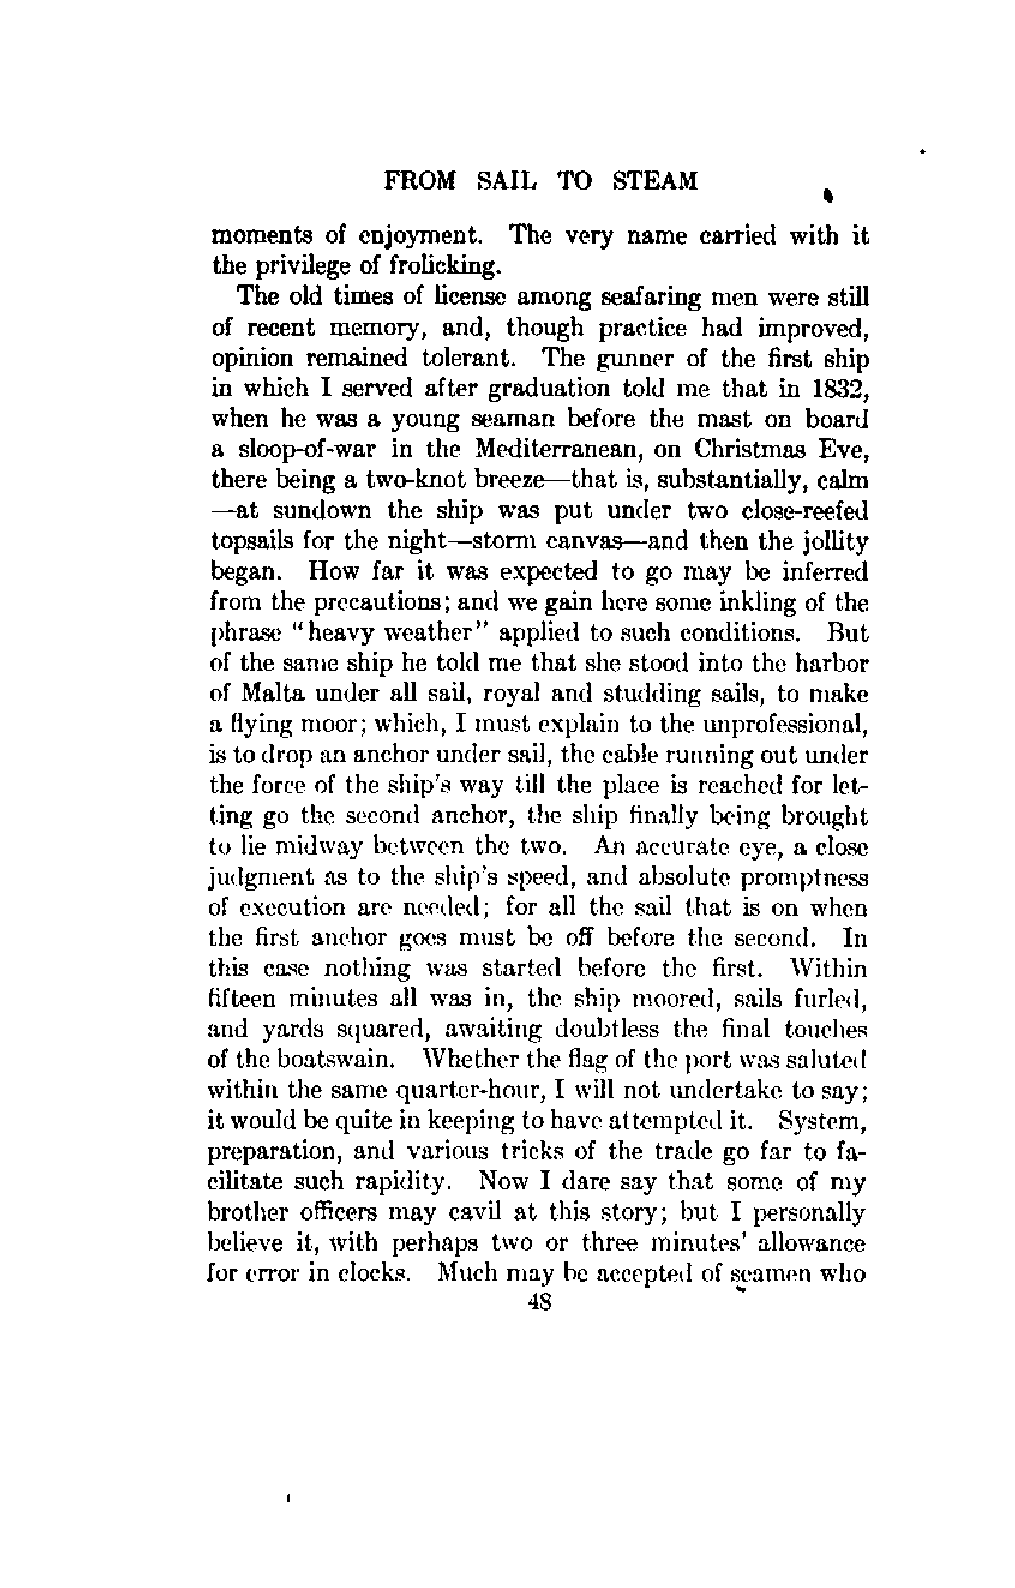 FROM SAIL TO STEAM
moments of enjoyment. The very name carried with it
the privilege of frolicking.
The old times of license among seafaring men were still
of recent memory, and, though practice had improved,
opinion remained tolerant. The gunner of the first ship
in which I served after graduation told me that in 1832,
when he was a young seaman before the mast on board
a sloop-of-war in the Mediterranean, on Christmas Eve,
there being a two-knot breeze—that is, substantially, calm
—at sundown the ship was put under two close-reefed
topsails for the night—storm canvas—and then the jollity
began. How far it was expected to go may be inferred
from the precautions; and we gain here some inkling of the
phrase "heavy weather" applied to such conditions. But
of the same ship he told me that she stood into the harbor
of Malta under all sail, royal and studding sails, to make
a flying moor; which, I must explain to the unprofessional,
is to drop an anchor under sail, the cable running out under
the force of the ship's way till the place is reached for let-
ting go the second anchor, the ship finally being brought
to lie midway between the two. An accurate eye, a close
judgment as to the ship's speed, and absolute promptness
of execution are needed; for all the sail that is on when
the first anchor goes must be off before the second. In
this case nothing was started before the first. Within
fifteen minutes all was in, the ship moored, sails furled,
and yards squared, awaiting doubtless the final touches
of the boatswain. Whether the flag of the port was saluted
within the same quarter-hour, I will not undertake to say;
it would be quite in keeping to have attempted it. System,
preparation, and various tricks of the trade go far to fa-
cilitate such rapidity. Now I dare say that some of my
brother officers may cavil at this story; but I personally
believe it, with perhaps two or three minutes' allowance
for error in clocks. Much may be accepted of seamen who
48